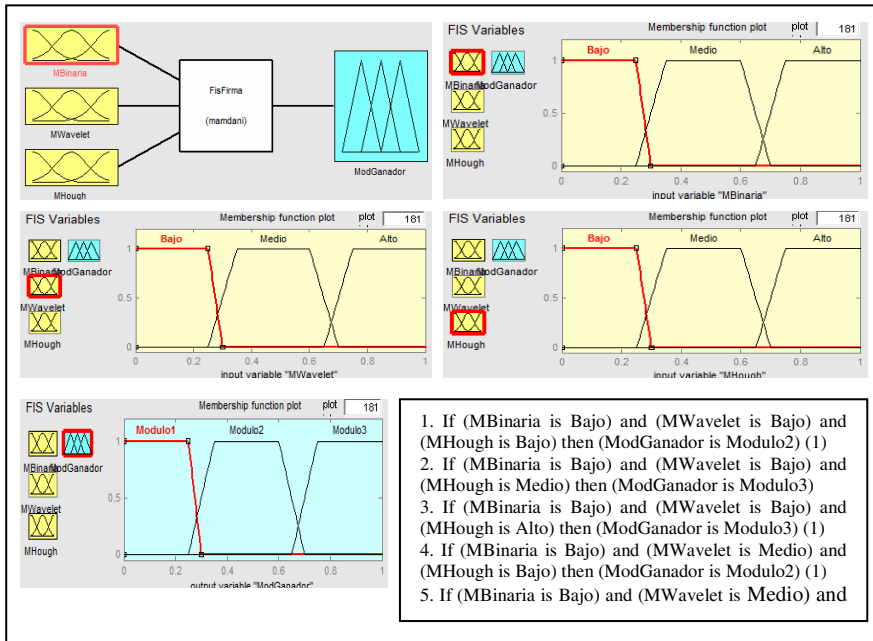 MBinaria
MWavelet
MHough
FisFirma
(mamdani)
ModGanador
FIS Variables
Membership function plot plot 181
MBinaria
ModGanador
MWavelet
MHough
Bajo Medio Alto
1
0.5
0
0 0.2 0.4 0.6 0.8 1
input variable "MBinaria"
FIS Variables
Membership function plot plot 181
MBinaria
ModGanador
MWavelet
MHough
Bajo Medio Alto
1
0.5
0
0 0.2 0.4 0.6 0.8 1
input variable "MWavelet"
FIS Variables
Membership function plot plot 181
MBinaria
ModGanador
MWavelet
MHough
Bajo Medio Alto
1
0.5
0
0 0.2 0.4 0.6 0.8 1
input variable "MHough"
FIS Variables
Membership function plot plot 181
MBinaria
ModGanador
MWavelet
MHough
Modulo1 Modulo2 Modulo3
1
0.5
0
0 0.2 0.4 0.6 0.8 1
output variable "ModGanador"
1. If (MBinaria is Bajo) and (MWavelet is Bajo) and
(MHough is Bajo) then (ModGanador is Modulo2) (1)
2. If (MBinaria is Bajo) and (MWavelet is Bajo) and
(MHough is Medio) then (ModGanador is Modulo3)
3. If (MBinaria is Bajo) and (MWavelet is Bajo) and
(MHough is Alto) then (ModGanador is Modulo3) (1)
4. If (MBinaria is Bajo) and (MWavelet is Medio) and
(MHough is Bajo) then (ModGanador is Modulo2) (1)
5. If (MBinaria is Bajo) and (MWavelet is Medio) and